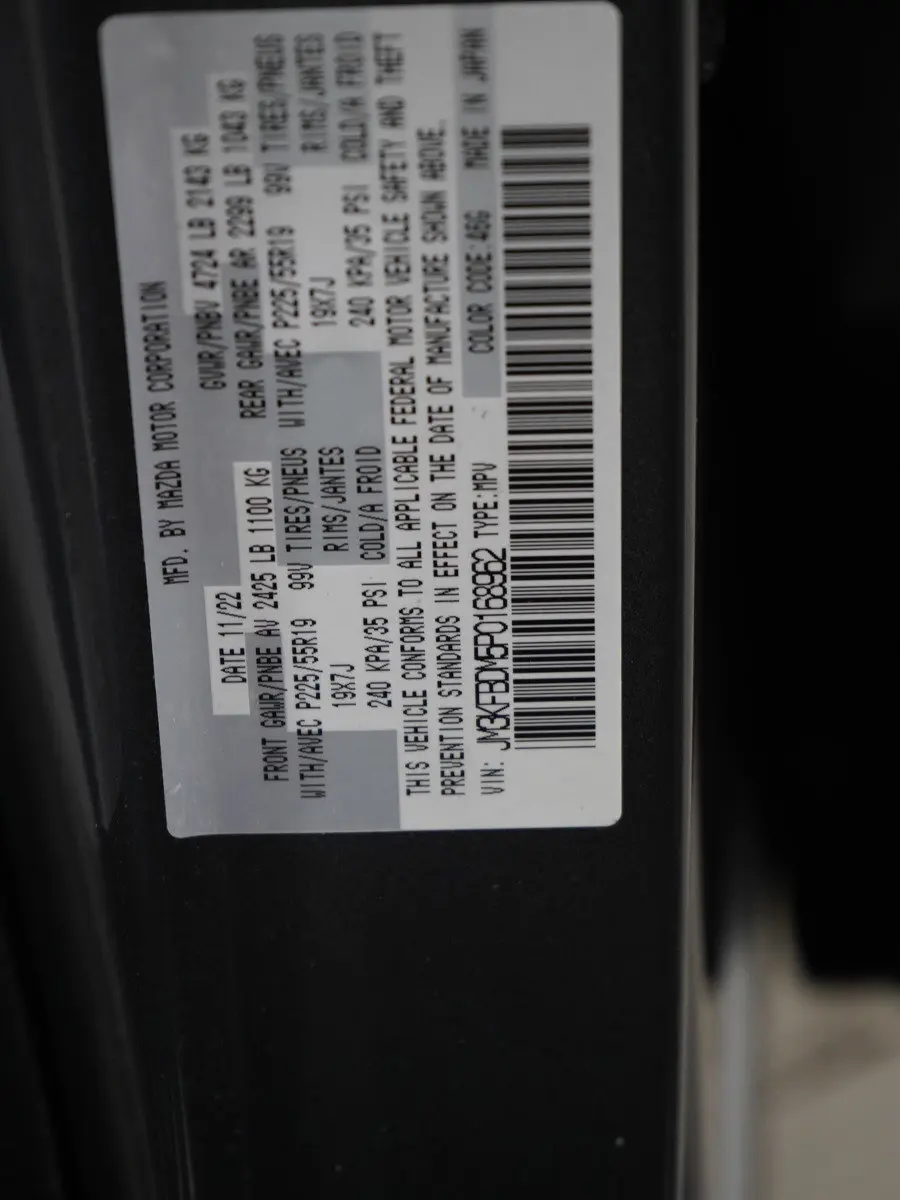 MFD. BY MAZDA MOTOR CORPORATION
DATE 11/22 GVWR/PNBV 4724 LB 2143 KG
FRONT GAWR/PNBE AV 2425 LB 1100 KG REAR GAWR/PNBE AR 2299 LB 1043 KG
WITH/AVEC P225/55R19 99V TIRES/PNEUS WITH/AVEC P225/55R19 99V TIRES/PNEUS
19X7J RIMS/JANTES 19X7J RIMS/JANTES
240 KPA/35 PSI COLD/A FROID 240 KPA/35 PSI COLD/A FROID
THIS VEHICLE CONFORMS TO ALL APPLICABLE FEDERAL MOTOR VEHICLE SAFETY AND THEFT
PREVENTION STANDARDS IN EFFECT ON THE DATE OF MANUFACTURE SHOWN ABOVE.
VIN: JM3KFBDM5P0168962 TYPE:MPV COLOR CODE:46G MADE IN JAPAN